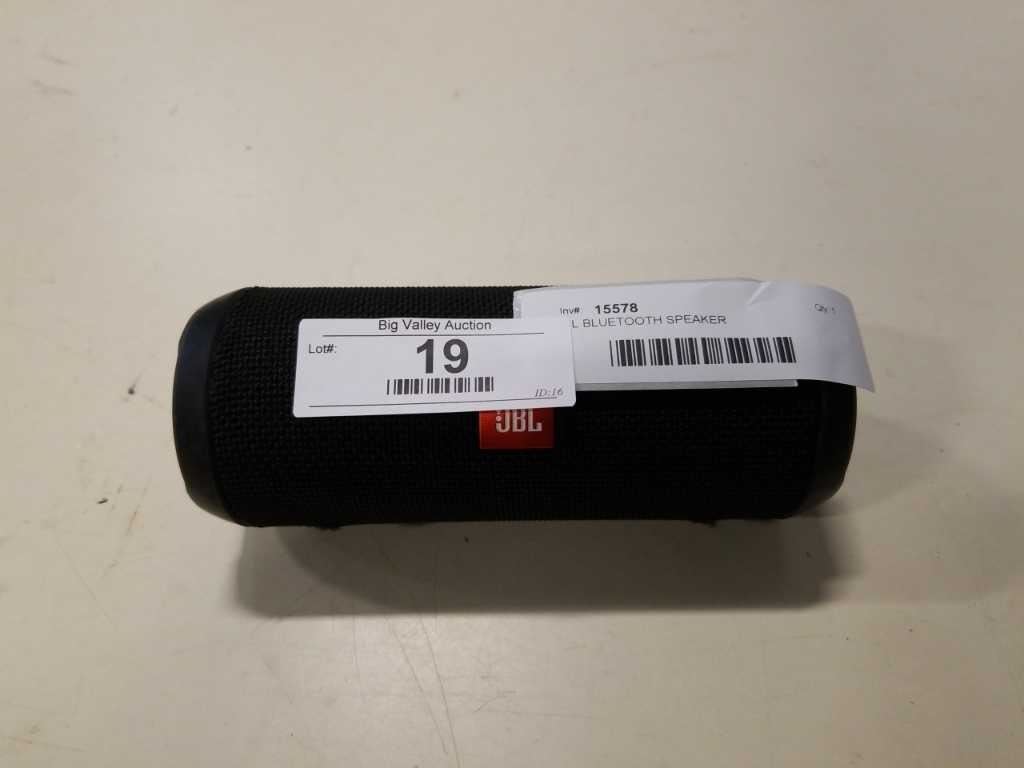 Big Valley Auction
Lot#: 19
ID:16
Inv# 15578 Qty: 1
L BLUETOOTH SPEAKER
JBL